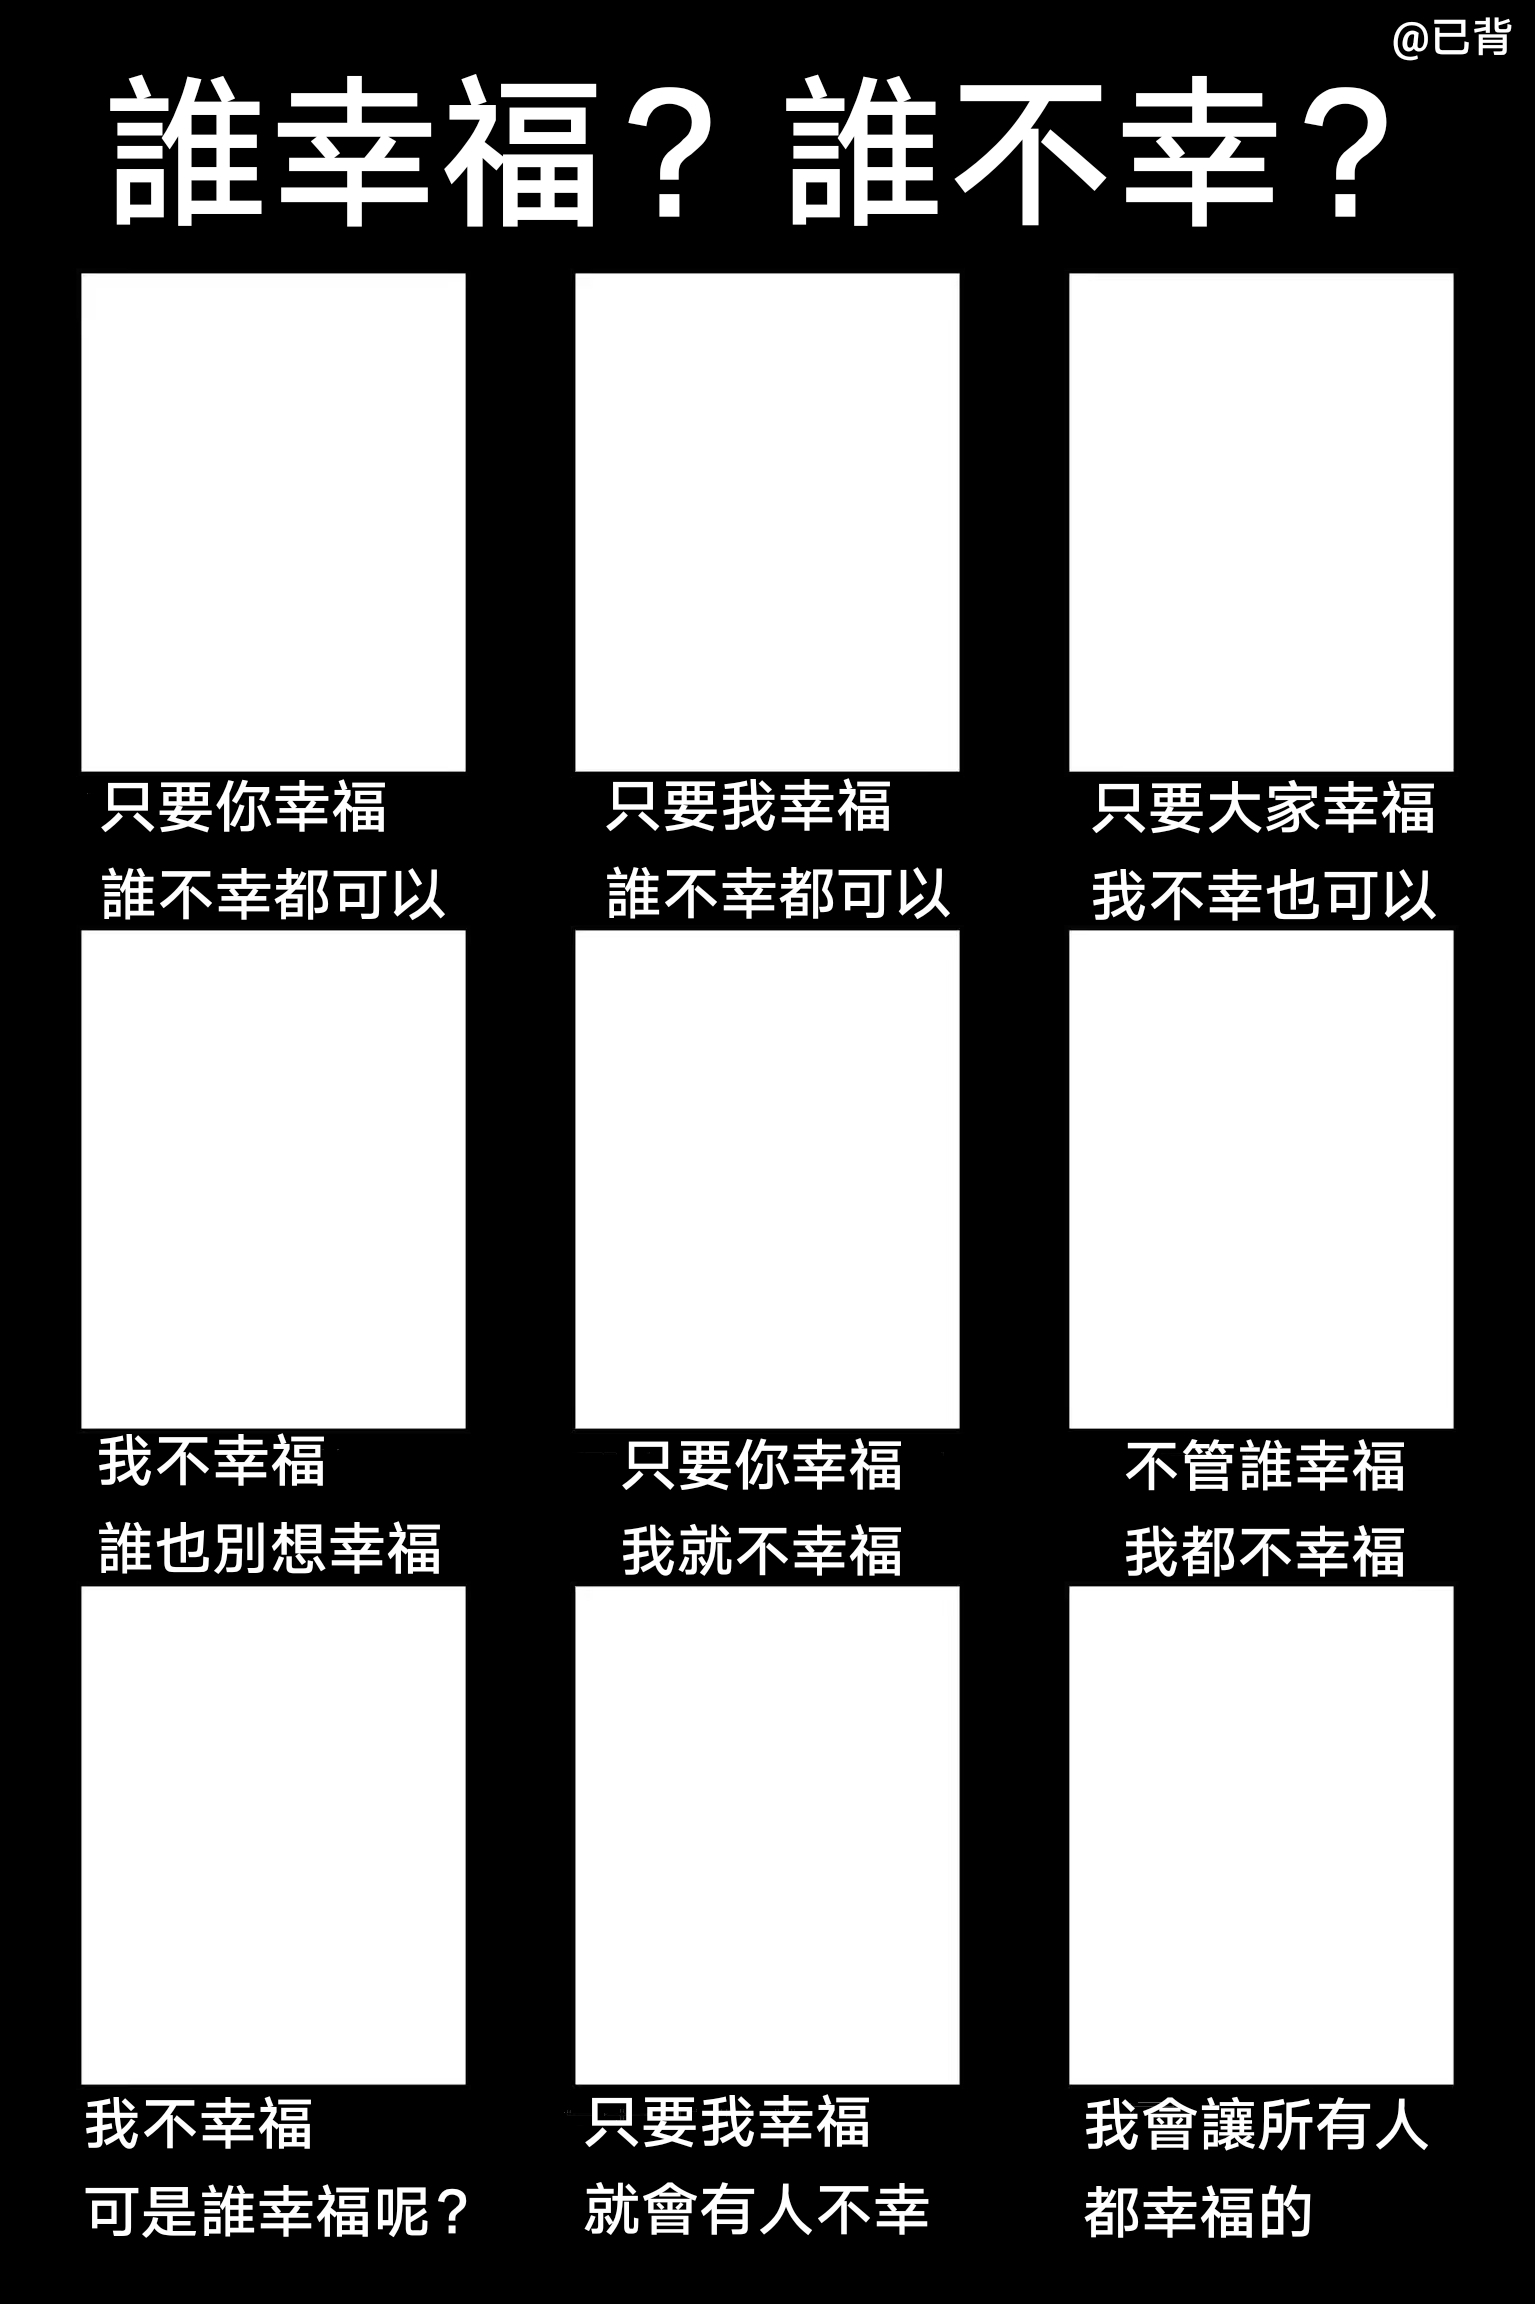 @已背
誰幸福？誰不幸？
只要你幸福
誰不幸都可以
只要我幸福
誰不幸都可以
只要大家幸福
我不幸也可以
我不幸福
誰也別想幸福
只要你幸福
我就不幸福
不管誰幸福
我都不幸福
我不幸福
可是誰幸福呢？
只要我幸福
就會有人不幸
我會讓所有人
都幸福的